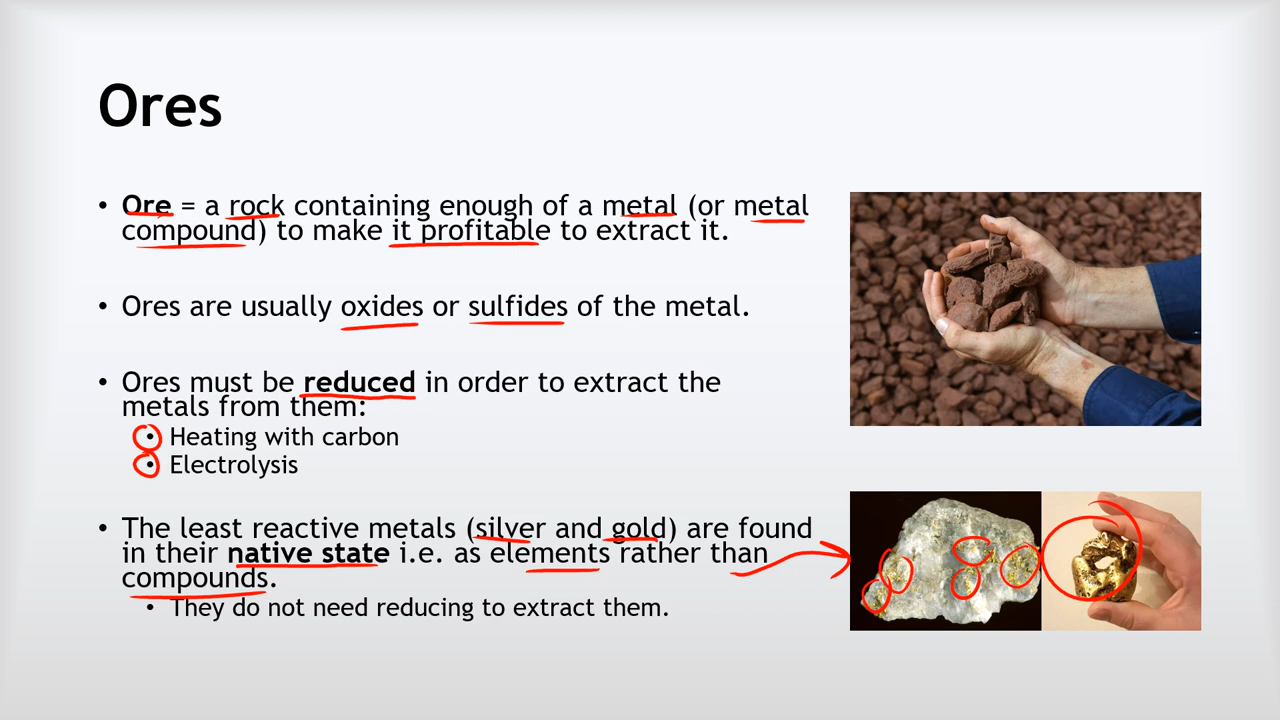 Ores
• Ore = a rock containing enough of a metal (or metal
compound) to make it profitable to extract it.
• Ores are usually oxides or sulfides of the metal.
• Ores must be reduced in order to extract the
metals from them:
• Heating with carbon
• Electrolysis
• The least reactive metals (silver and gold) are found
in their native state i.e. as elements rather than
compounds.
• They do not need reducing to extract them.